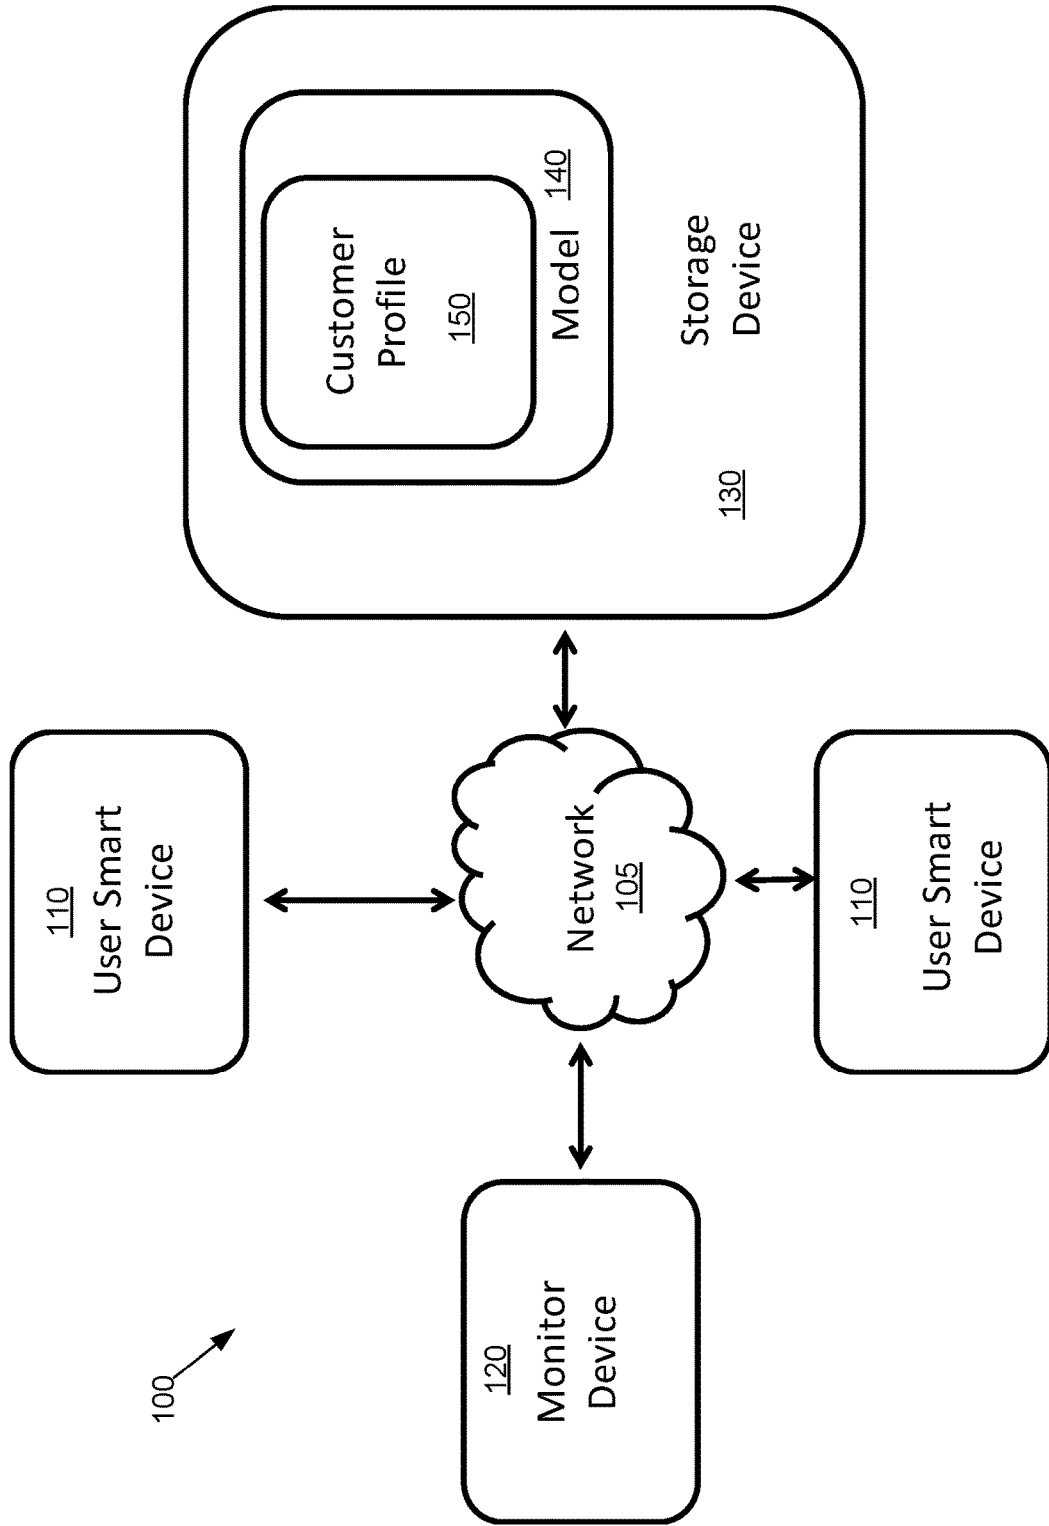 100
110
User Smart
Device
120
Monitor
Device
Network
105
Customer
Profile
150
Model 140
Storage
Device
130
110
User Smart
Device